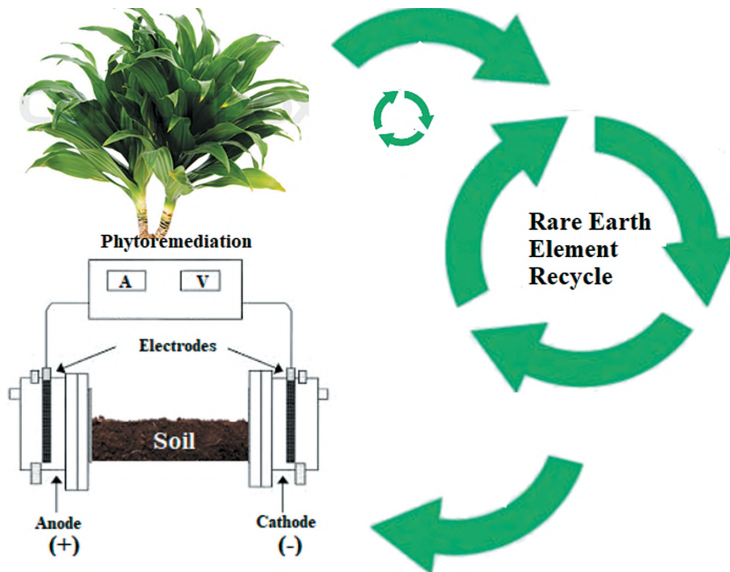 Phytoremediation
A V
Electrodes
Soil
Anode
(+)
Cathode
(-)
Rare Earth
Element
Recycle